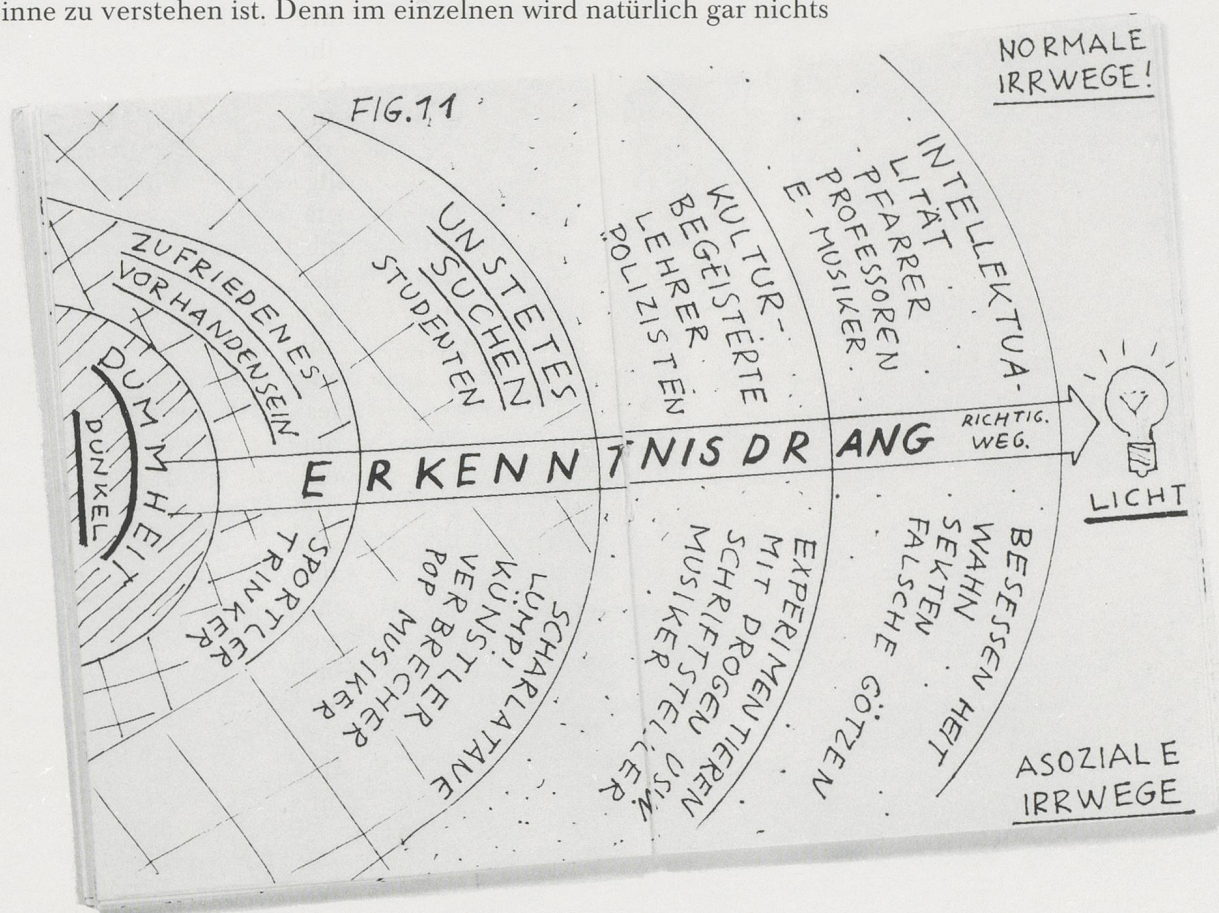 inne zu verstehen ist. Denn im einzelnen wird natürlich gar nichts
NORMALE
IRRWEGE!
FIG.11
DUNKEL
DUMMHEIT
ZUFRIEDENES
VORHANDENSEIN
UNSTETES
SUCHEN
STUDENTEN
KULTUR-
BEGEISTERTE
LEHRER
POLIZISTEN
INTELLEKTUA-
LITÄT
PFARRER
PROFESSOREN
E-MUSIKER
ERKENNTNISDRANG
RICHTIG.
WEG.
LICHT
SPORTLER
TRINKER
SCHARLATANE
LÜMPI
KÜNSTLER
VERBRECHER
POP MUSIKER
EXPERIMENTIEREN
MIT DROGEN USW
SCHRIFTSTELLER
MUSIKER
BESESSENHEIT
WAHN
SEKTEN
FALSCHE GÖTZEN
ASOZIALE
IRRWEGE